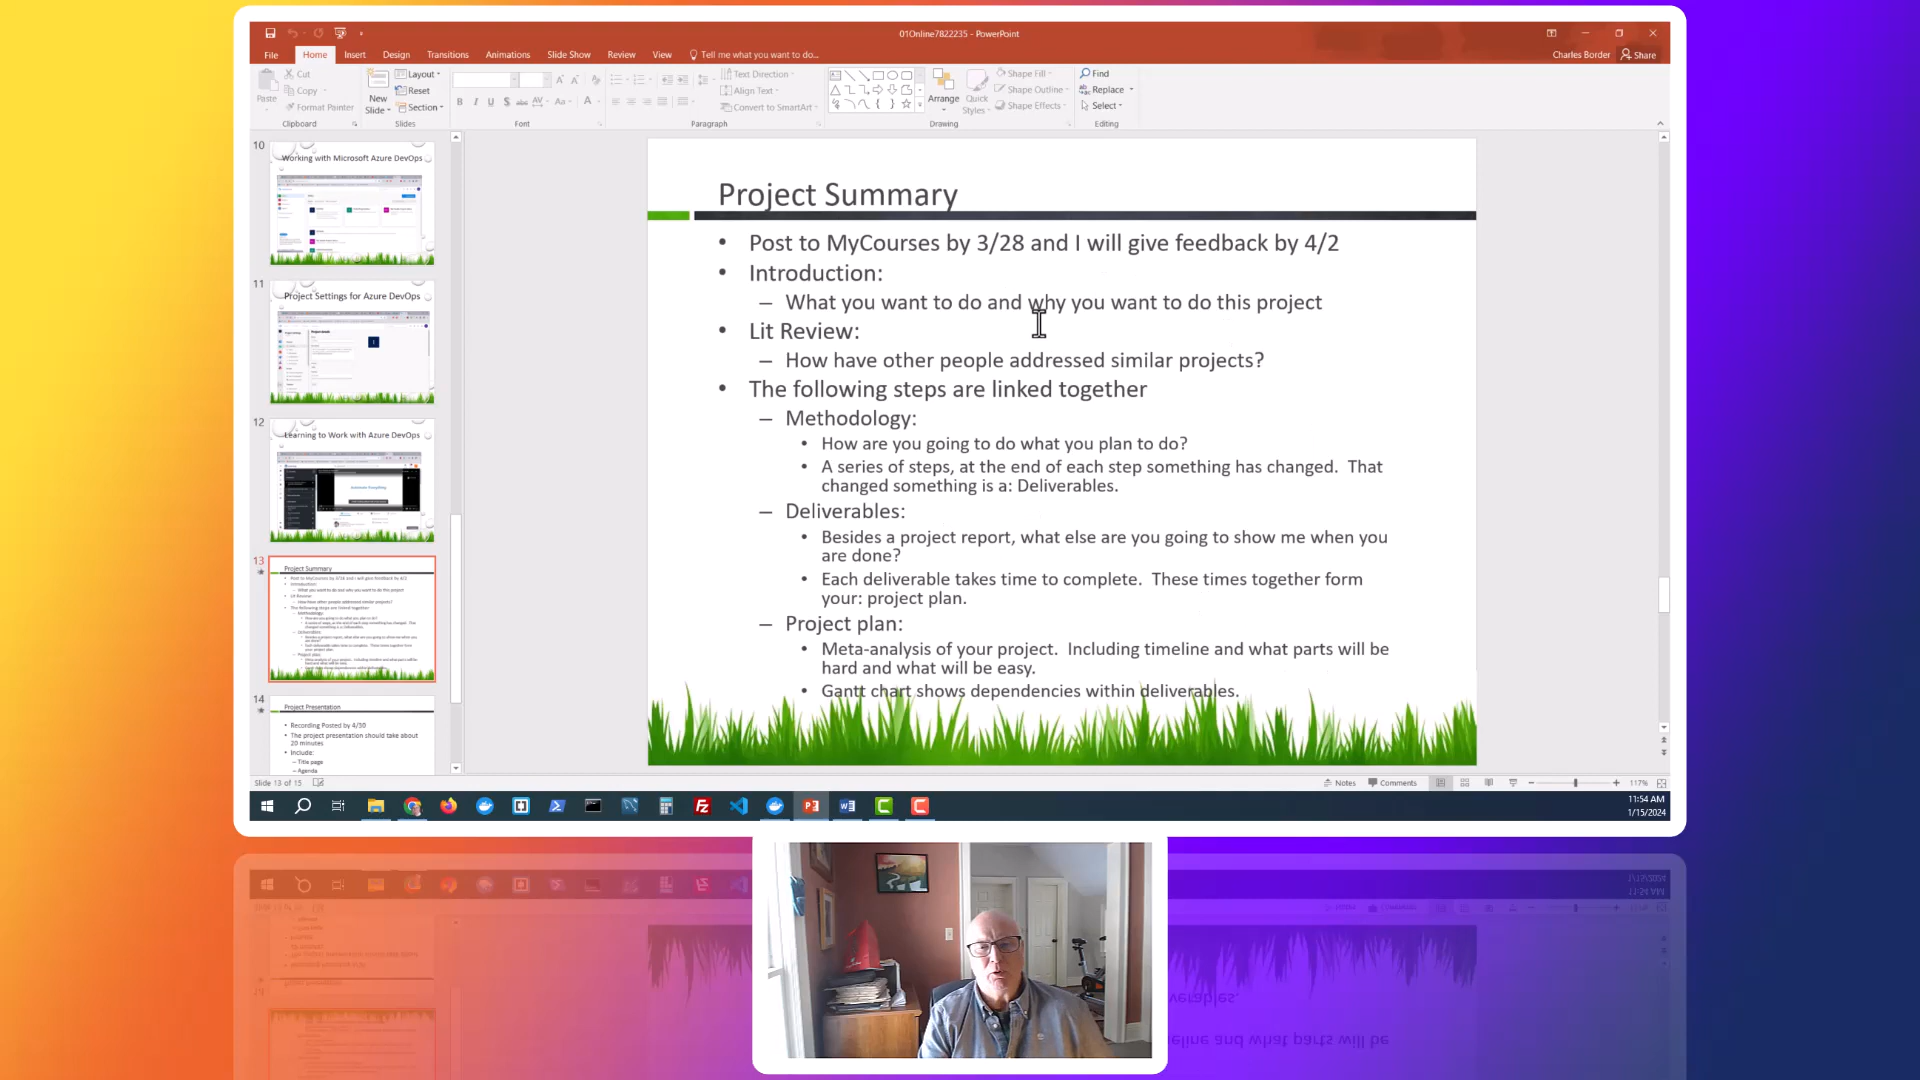 01Online7822235 - PowerPoint
File Home Insert Design Transitions Animations Slide Show Review View Tell me what you want to do... Charles Border Share
Paste
Cut
Copy
Format Painter
Clipboard
New Slide
Layout
Reset
Section
Slides
Font
Text Direction
Align Text
Convert to SmartArt
Paragraph
Arrange
Quick Styles
Shape Fill
Shape Outline
Shape Effects
Drawing
Find
Replace
Select
Editing
10
Working with Microsoft Azure DevOps
11
Project Settings for Azure DevOps
12
Learning to Work with Azure DevOps
13
Project Summary
14
Project Presentation
• Recording Posted by 4/30
• The project presentation should take about
20 minutes
• Include:
– Title page
– Agenda
Project Summary
• Post to MyCourses by 3/28 and I will give feedback by 4/2
• Introduction:
– What you want to do and why you want to do this project
• Lit Review:
– How have other people addressed similar projects?
• The following steps are linked together
– Methodology:
• How are you going to do what you plan to do?
• A series of steps, at the end of each step something has changed. That
changed something is a: Deliverables.
– Deliverables:
• Besides a project report, what else are you going to show me when you
are done?
• Each deliverable takes time to complete. These times together form
your: project plan.
– Project plan:
• Meta-analysis of your project. Including timeline and what parts will be
hard and what will be easy.
• Gantt chart shows dependencies within deliverables.
Slide 13 of 15
Notes Comments 117%
11:54 AM
1/15/2024